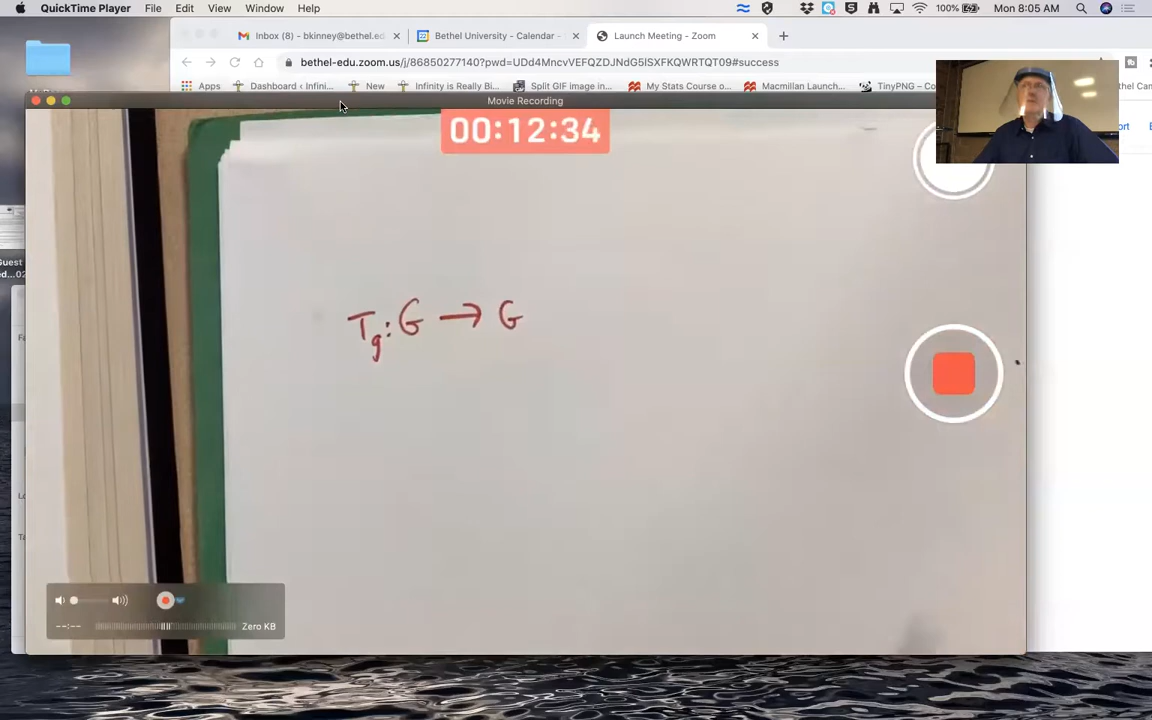 QuickTime Player File Edit View Window Help 100% Mon 8:05 AM
Inbox (8) - bkinney@bethel.ed Bethel University - Calendar - Launch Meeting - Zoom
bethel-edu.zoom.us/j/86850277140?pwd=UDd4MncvVEFQZDJNdG5lSXFKQWRTQT09#success
Apps Dashboard ‹ Infini... New Infinity is Really Bi... Split GIF image in... My Stats Course o... Macmillan Launch... TinyPNG – Co
Movie Recording
00:12:34
T_g: G → G
--:-- Zero KB